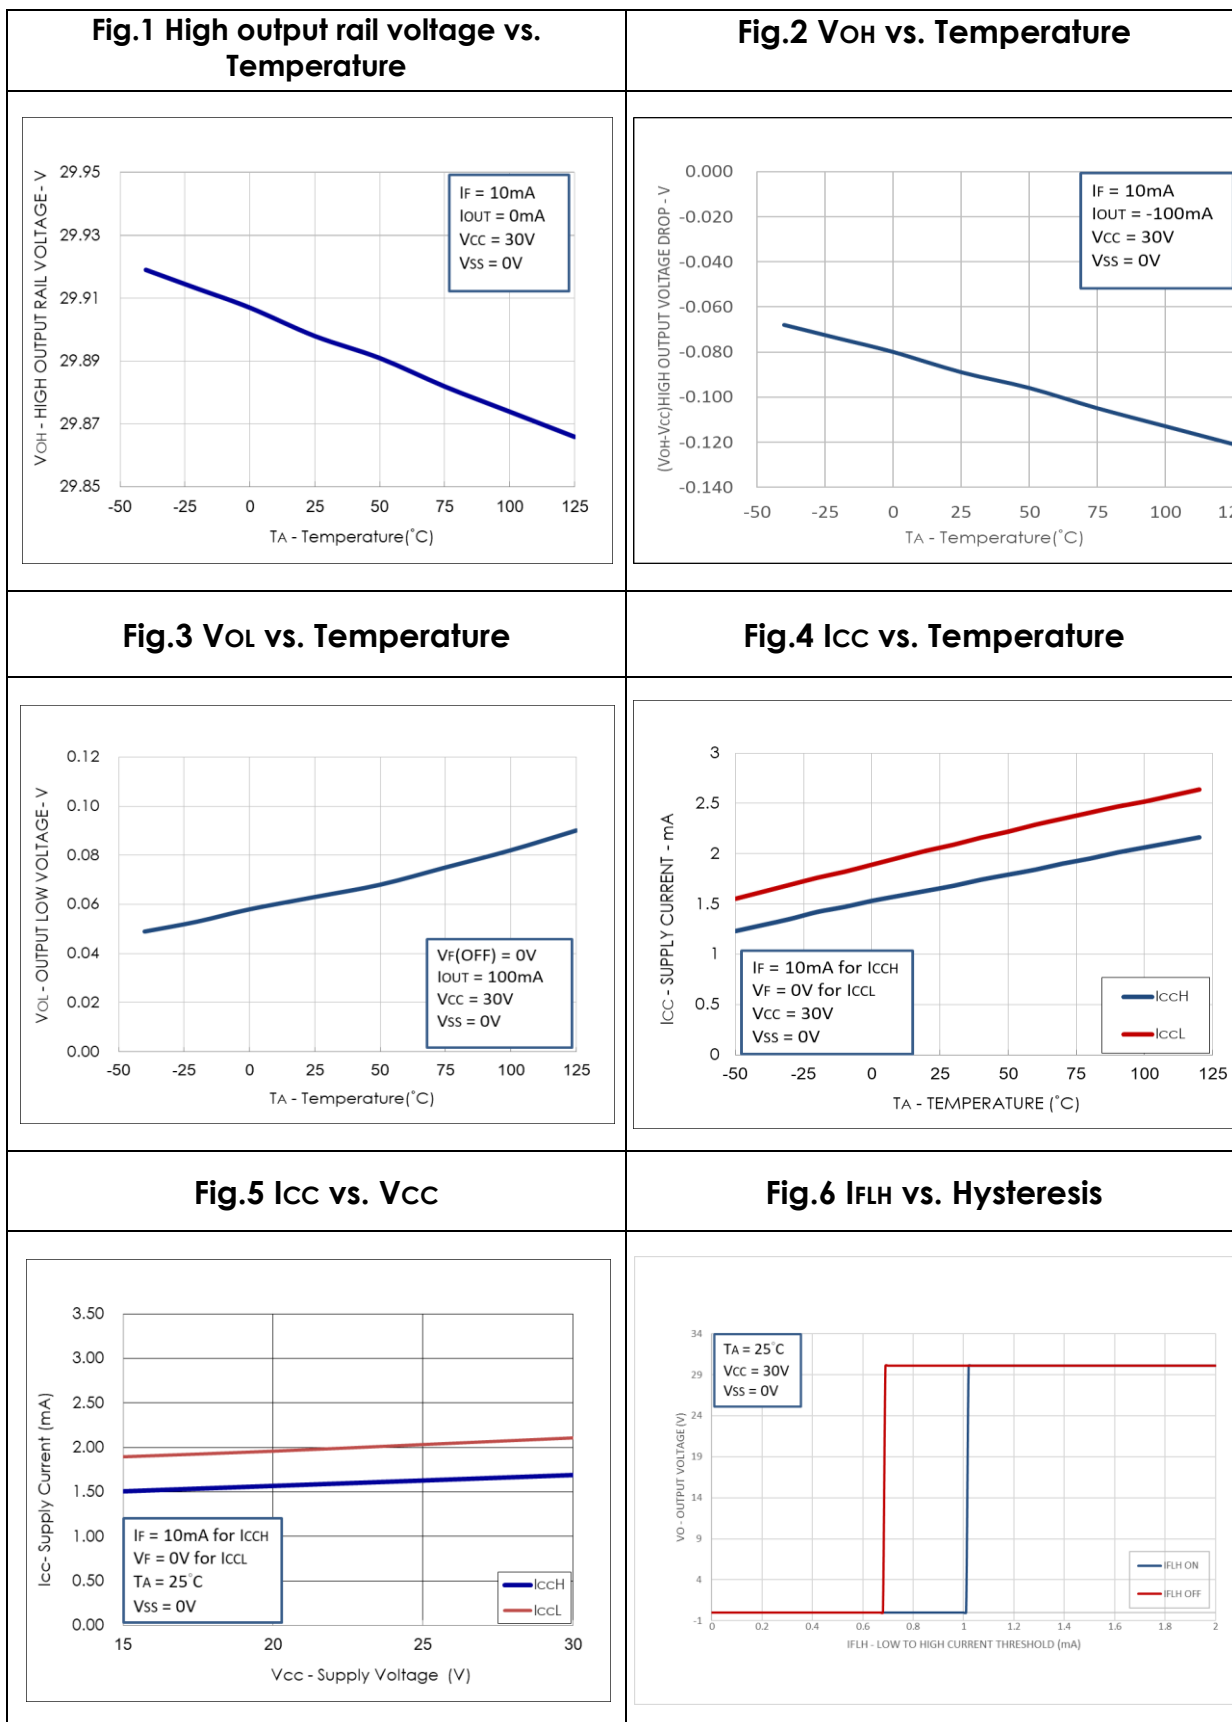 Fig.1 High output rail voltage vs.
Temperature
Fig.2 VOH vs. Temperature
VOH - HIGH OUTPUT RAIL VOLTAGE - V
29.95
29.93
29.91
29.89
29.87
29.85
IF = 10mA
IOUT = 0mA
VCC = 30V
VSS = 0V
-50 -25 0 25 50 75 100 125
TA - Temperature(°C)
(VOH-VCC)HIGH OUTPUT VOLTAGE DROP - V
0.000
-0.020
-0.040
-0.060
-0.080
-0.100
-0.120
-0.140
IF = 10mA
IOUT = -100mA
VCC = 30V
VSS = 0V
-50 -25 0 25 50 75 100
TA - Temperature(°C)
Fig.3 VOL vs. Temperature
Fig.4 ICC vs. Temperature
VOL - OUTPUT LOW VOLTAGE - V
0.12
0.10
0.08
0.06
0.04
0.02
0.00
VF(OFF) = 0V
IOUT = 100mA
VCC = 30V
VSS = 0V
-50 -25 0 25 50 75 100 125
TA - Temperature(°C)
ICC - SUPPLY CURRENT - mA
3
2.5
2
1.5
1
0.5
0
IF = 10mA for ICCH
VF = 0V for ICCL
VCC = 30V
VSS = 0V
IccH
IccL
-50 -25 0 25 50 75 100 125
TA - TEMPERATURE (°C)
Fig.5 ICC vs. VCC
Fig.6 IFLH vs. Hysteresis
Icc- Supply Current (mA)
3.50
3.00
2.50
2.00
1.50
1.00
0.50
0.00
IF = 10mA for ICCH
VF = 0V for ICCL
TA = 25°C
VSS = 0V
IccH
IccL
15 20 25 30
Vcc - Supply Voltage (V)
VO - OUTPUT VOLTAGE (V)
34
29
24
19
14
9
4
-1
TA = 25°C
VCC = 30V
VSS = 0V
IFLH ON
IFLH OFF
0 0.2 0.4 0.6 0.8 1 1.2 1.4 1.6 1.8 2
IFLH - LOW TO HIGH CURRENT THRESHOLD (mA)